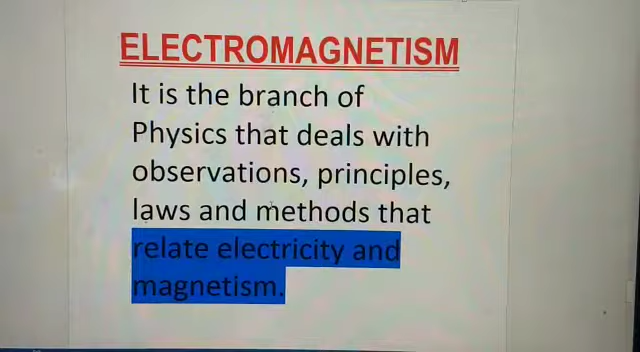 ELECTROMAGNETISM
It is the branch of
Physics that deals with
observations, principles,
laws and methods that
relate electricity and
magnetism.